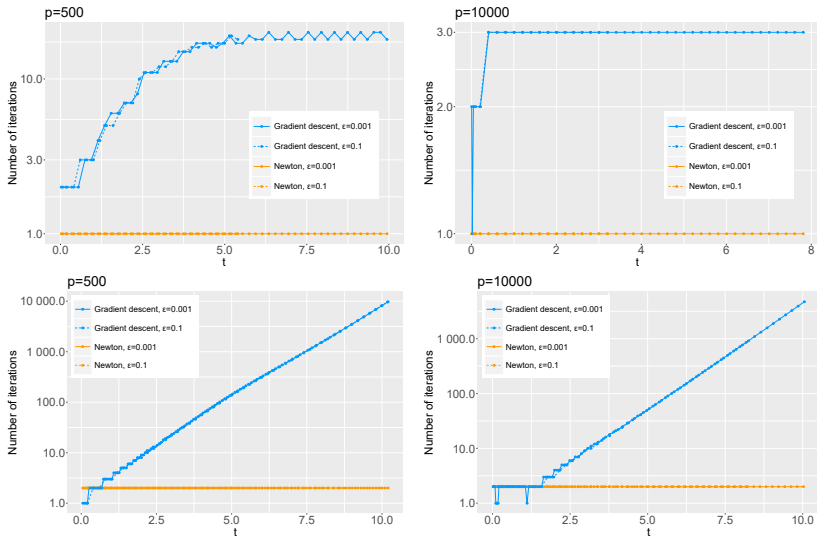 p=500
Number of iterations
10.0
3.0
1.0
0.0
2.5
5.0
7.5
10.0
t
Gradient descent, ε=0.001
Gradient descent, ε=0.1
Newton, ε=0.001
Newton, ε=0.1
p=10000
Number of iterations
3.0
2.0
1.0
0
2
4
6
8
t
Gradient descent, ε=0.001
Gradient descent, ε=0.1
Newton, ε=0.001
Newton, ε=0.1
p=500
Number of iterations
10 000.0
1 000.0
100.0
10.0
1.0
0.0
2.5
5.0
7.5
10.0
t
Gradient descent, ε=0.001
Gradient descent, ε=0.1
Newton, ε=0.001
Newton, ε=0.1
p=10000
Number of iterations
1 000.0
100.0
10.0
1.0
0.0
2.5
5.0
7.5
10.0
t
Gradient descent, ε=0.001
Gradient descent, ε=0.1
Newton, ε=0.001
Newton, ε=0.1